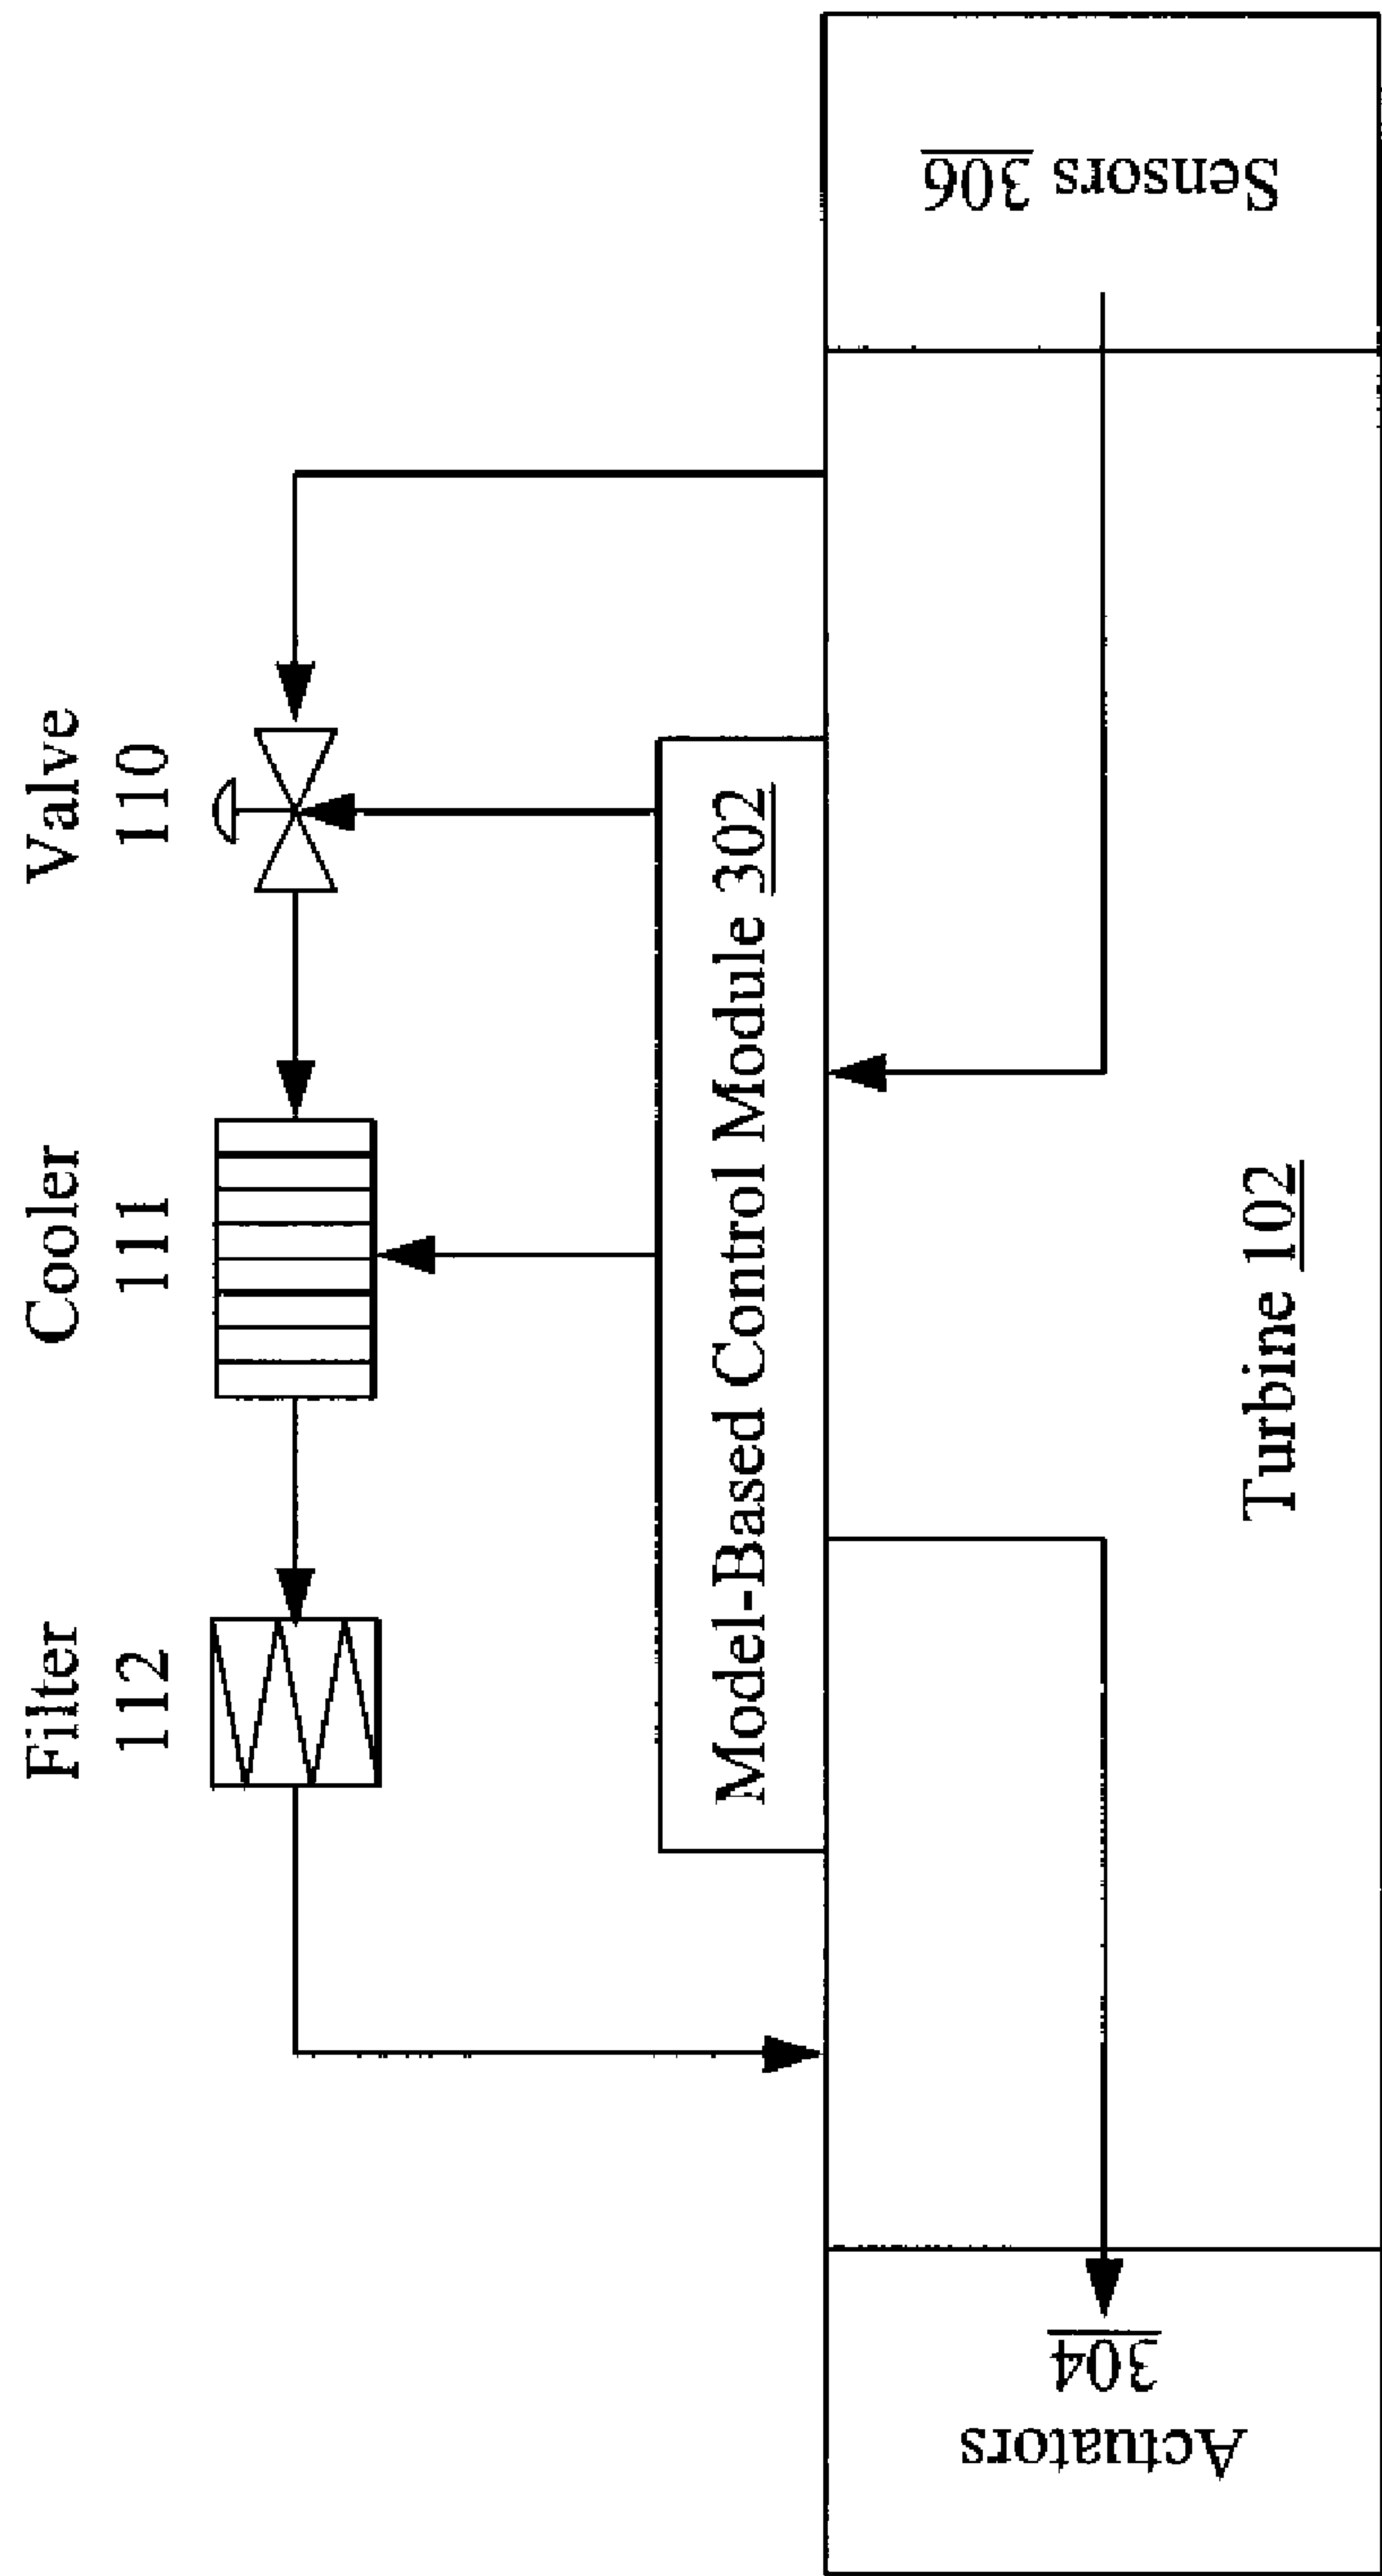 Filter
112
Cooler
111
Valve
110
Model-Based Control Module 302
Turbine 102
Actuators
304
Sensors 306